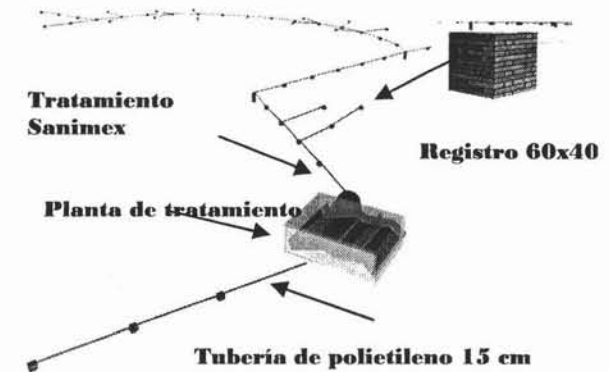 Tratamiento
Sanimex
Registro 60x40
Planta de tratamiento
Tubería de polietileno 15 cm